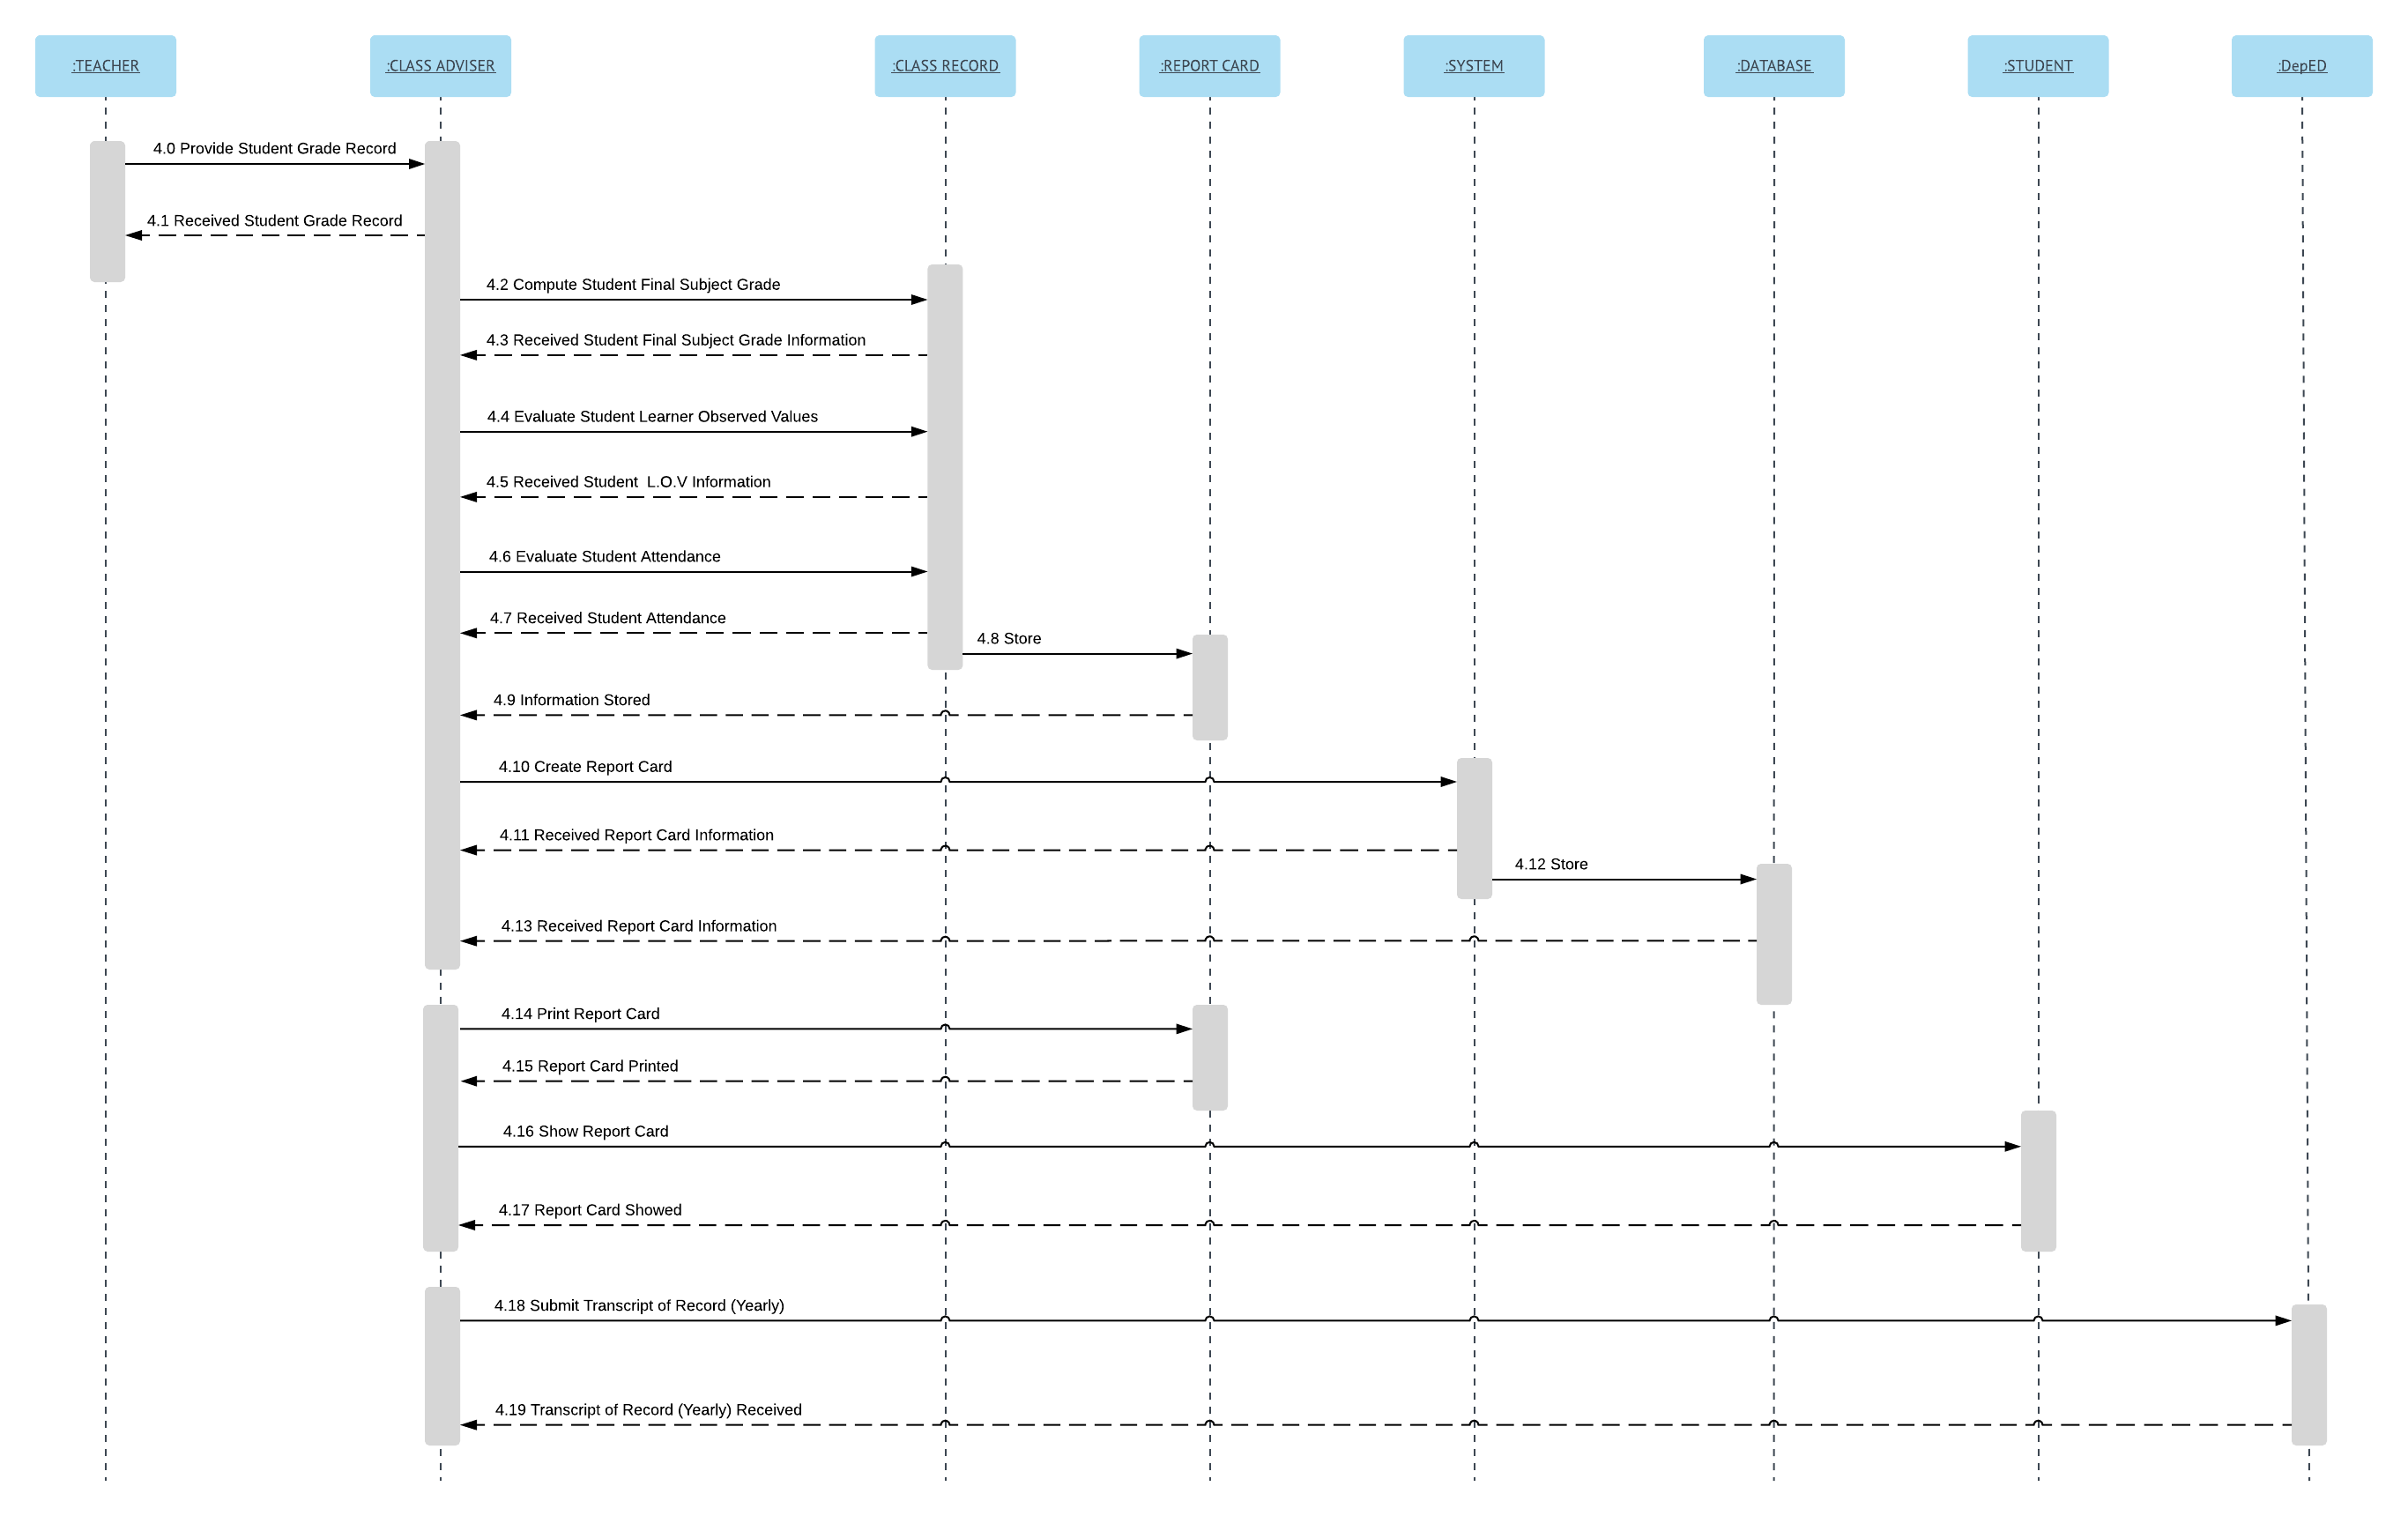 :TEACHER
:CLASS ADVISER
:CLASS RECORD
:REPORT CARD
:SYSTEM
:DATABASE
:STUDENT
:DepED
4.0 Provide Student Grade Record
4.1 Received Student Grade Record
4.2 Compute Student Final Subject Grade
4.3 Received Student Final Subject Grade Information
4.4 Evaluate Student Learner Observed Values
4.5 Received Student  L.O.V Information
4.6 Evaluate Student Attendance
4.7 Received Student Attendance
4.8 Store
4.9 Information Stored
4.10 Create Report Card
4.11 Received Report Card Information
4.12 Store
4.13 Received Report Card Information
4.14 Print Report Card
4.15 Report Card Printed
4.16 Show Report Card
4.17 Report Card Showed
4.18 Submit Transcript of Record (Yearly)
4.19 Transcript of Record (Yearly) Received